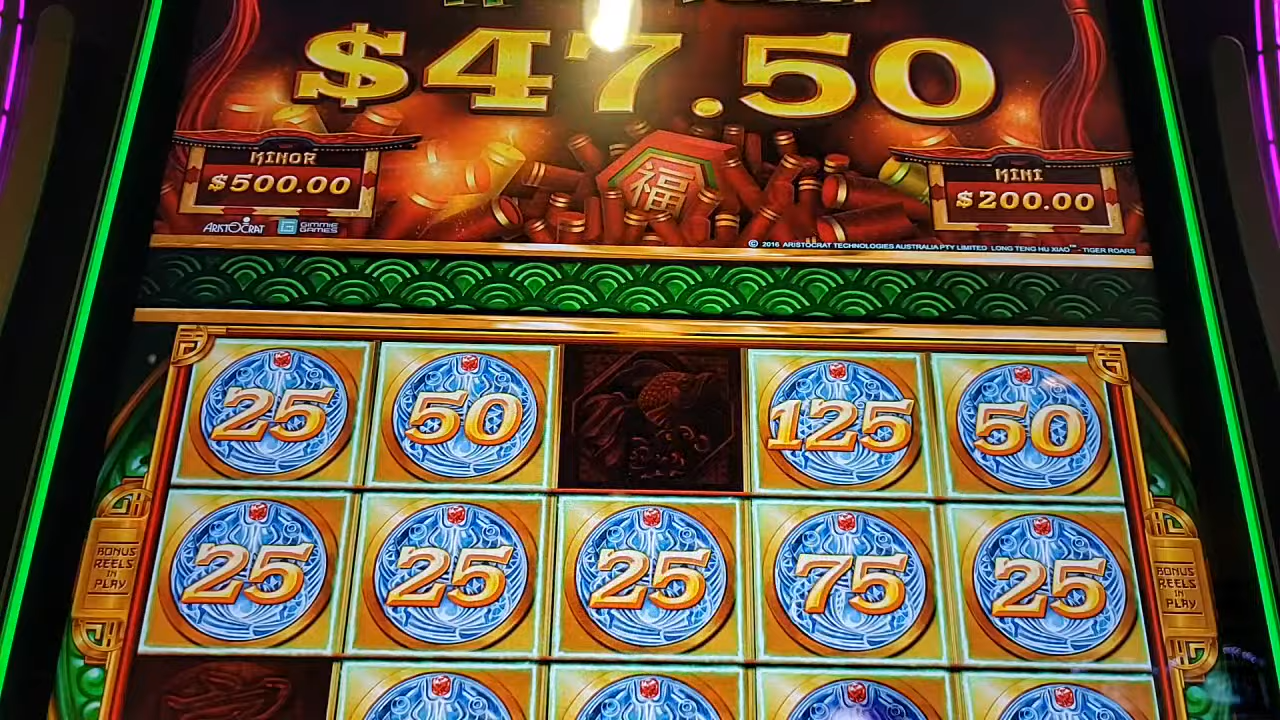 $47.50
MINOR
$500.00
MINI
$200.00
福
ARISTOCRAT
GIMMIE GAMES
© 2016 ARISTOCRAT TECHNOLOGIES AUSTRALIA PTY LIMITED LONG TENG HU XIAO™ - TIGER ROARS
25 50 125 50
25 25 25 75 25
BONUS
REELS
IN
PLAY
BONUS
REELS
IN
PLAY